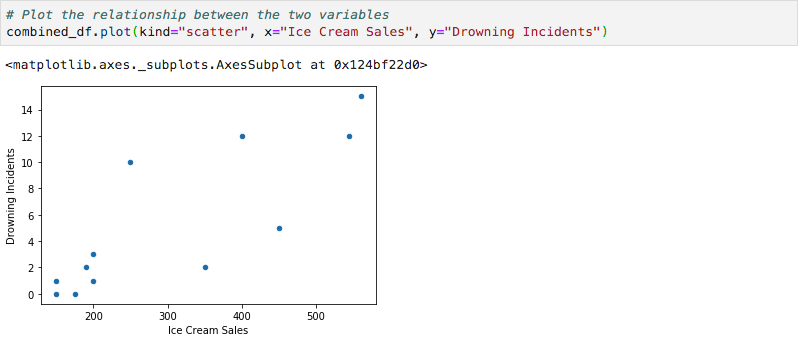 # Plot the relationship between the two variables
combined_df.plot(kind="scatter", x="Ice Cream Sales", y="Drowning Incidents")
<matplotlib.axes._subplots.AxesSubplot at 0x124bf22d0>
14
12
10
8
6
4
2
0
Drowning Incidents
200 300 400 500
Ice Cream Sales